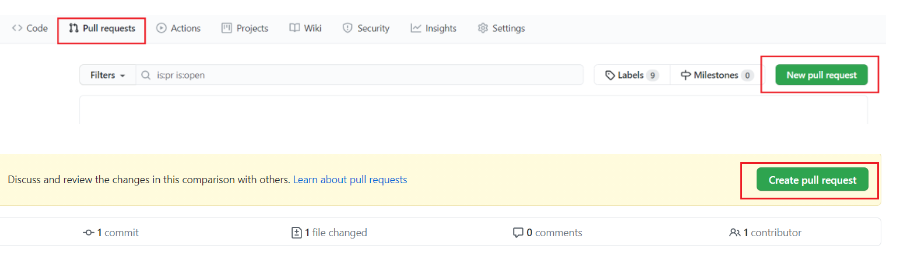 Code Pull requests Actions Projects Wiki Security Insights Settings
Filters is:pr is:open Labels 9 Milestones 0 New pull request
Discuss and review the changes in this comparison with others. Learn about pull requests Create pull request
1 commit 1 file changed 0 comments 1 contributor